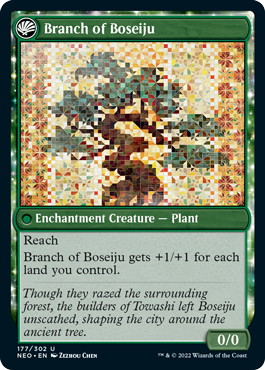 Branch of Boseiju
Enchantment Creature — Plant
Reach
Branch of Boseiju gets +1/+1 for each
land you control.
Though they razed the surrounding
forest, the builders of Towashi left Boseiju
unscathed, shaping the city around the
ancient tree.
0/0
177/302 U
NEO • EN Zezhou Chen
™ & © 2022 Wizards of the Coast